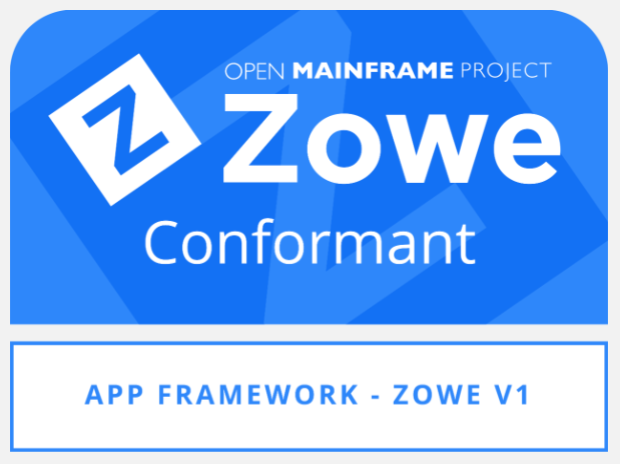 OPEN MAINFRAME PROJECT
Zowe
Conformant
APP FRAMEWORK - ZOWE V1